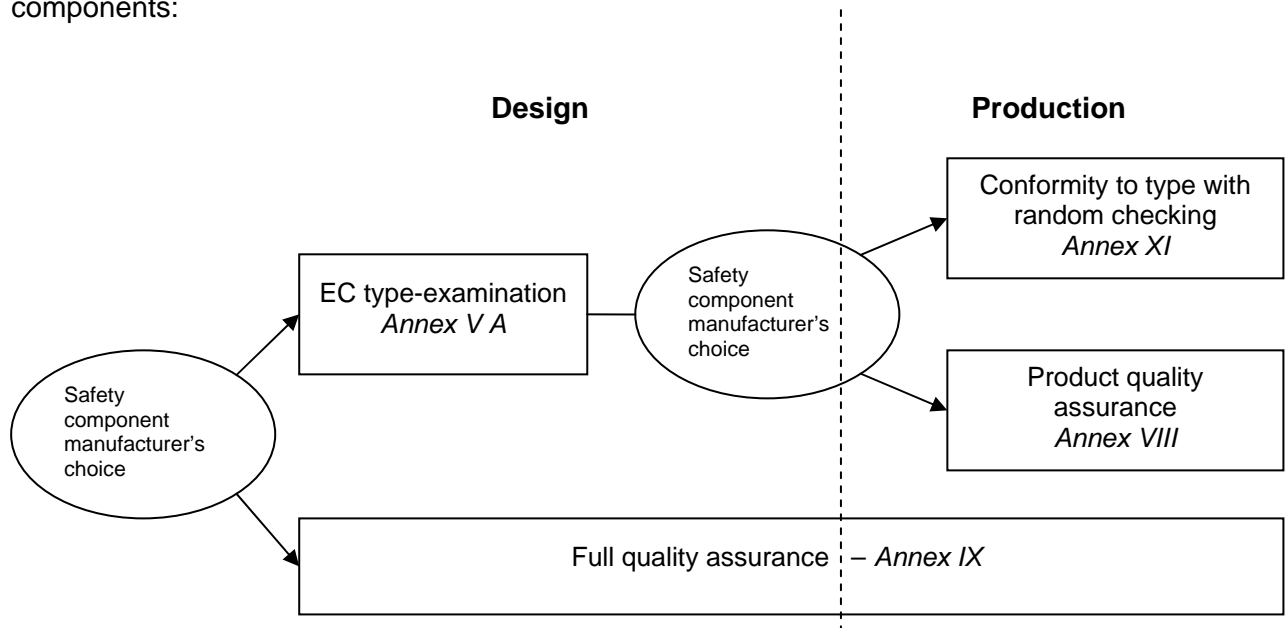 components:
Design
Production
Conformity to type with
random checking
Annex XI
EC type-examination
Annex V A
Safety
component
manufacturer's
choice
Product quality
assurance
Annex VIII
Safety
component
manufacturer's
choice
Full quality assurance – Annex IX